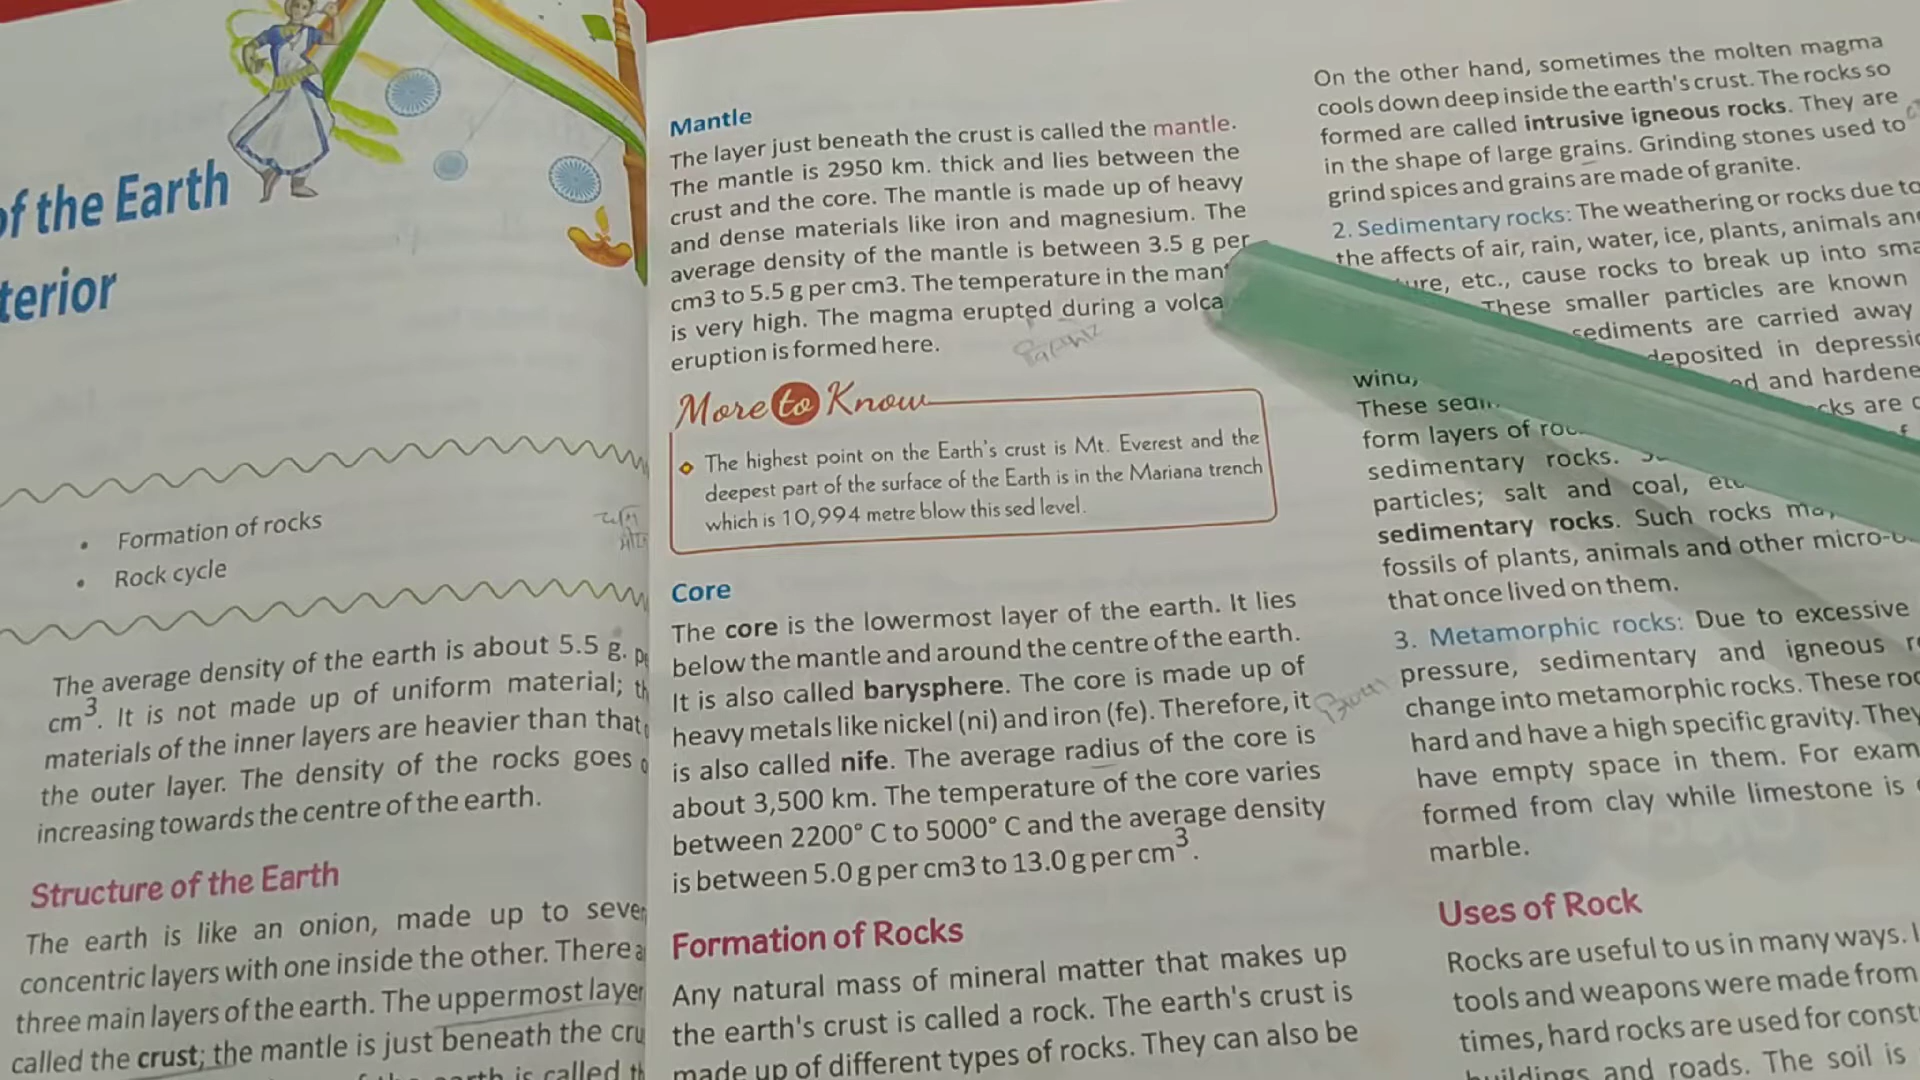 of the Earth
terior
• Formation of rocks
• Rock cycle
The average density of the earth is about 5.5 g.
cm³. It is not made up of uniform material;
materials of the inner layers are heavier than that
the outer layer. The density of the rocks goes
increasing towards the centre of the earth.
Structure of the Earth
The earth is like an onion, made up to
concentric layers with one inside the other. There
three main layers of the earth. The uppermost layer
called the crust; the mantle is just beneath the
is called
Mantle
The layer just beneath the crust is called the mantle.
The mantle is 2950 km. thick and lies between the
crust and the core. The mantle is made up of heavy
and dense materials like iron and magnesium. The
average density of the mantle is between 3.5 g per
cm3 to 5.5 g per cm3. The temperature in the
is very high. The magma erupted during a
eruption is formed here.
More to Know
The highest point on the Earth's crust is Mt. Everest and the
deepest part of the surface of the Earth is in the Mariana trench
which is 10,994 metre blow this sed level.
Core
The core is the lowermost layer of the earth. It lies
below the mantle and around the centre of the earth.
It is also called barysphere. The core is made up of
heavy metals like nickel (ni) and iron (fe). Therefore, it
is also called nife. The average radius of the core is
about 3,500 km. The temperature of the core varies
between 2200° C to 5000° C and the average density
is between 5.0 g per cm3 to 13.0 g per cm³.
Formation of Rocks
Any natural mass of mineral matter that makes up
the earth's crust is called a rock. The earth's crust is
made up of different types of rocks. They can also be
On the other hand, sometimes the molten magma
cools down deep inside the earth's crust. The rocks so
formed are called intrusive igneous rocks. They are
in the shape of large grains. Grinding stones used to
grind spices and grains are made of granite.
2. Sedimentary rocks: The weathering or rocks due to
the affects of air, rain, water, ice, plants, animals and
etc., cause rocks to break up into
These smaller particles are known
sediments are carried away
deposited in
and
These
form layers of
sedimentary rocks.
particles; salt and coal,
sedimentary rocks. Such rocks
fossils of plants, animals and other
that once lived on them.
3. Metamorphic rocks: Due to excessive
pressure, sedimentary and igneous
change into metamorphic rocks. These
hard and have a high specific gravity. They
have empty space in them. For
formed from clay while limestone is
marble.
Uses of Rock
Rocks are useful to us in many ways.
tools and weapons were made from
times, hard rocks are used for
buildings and roads. The soil is